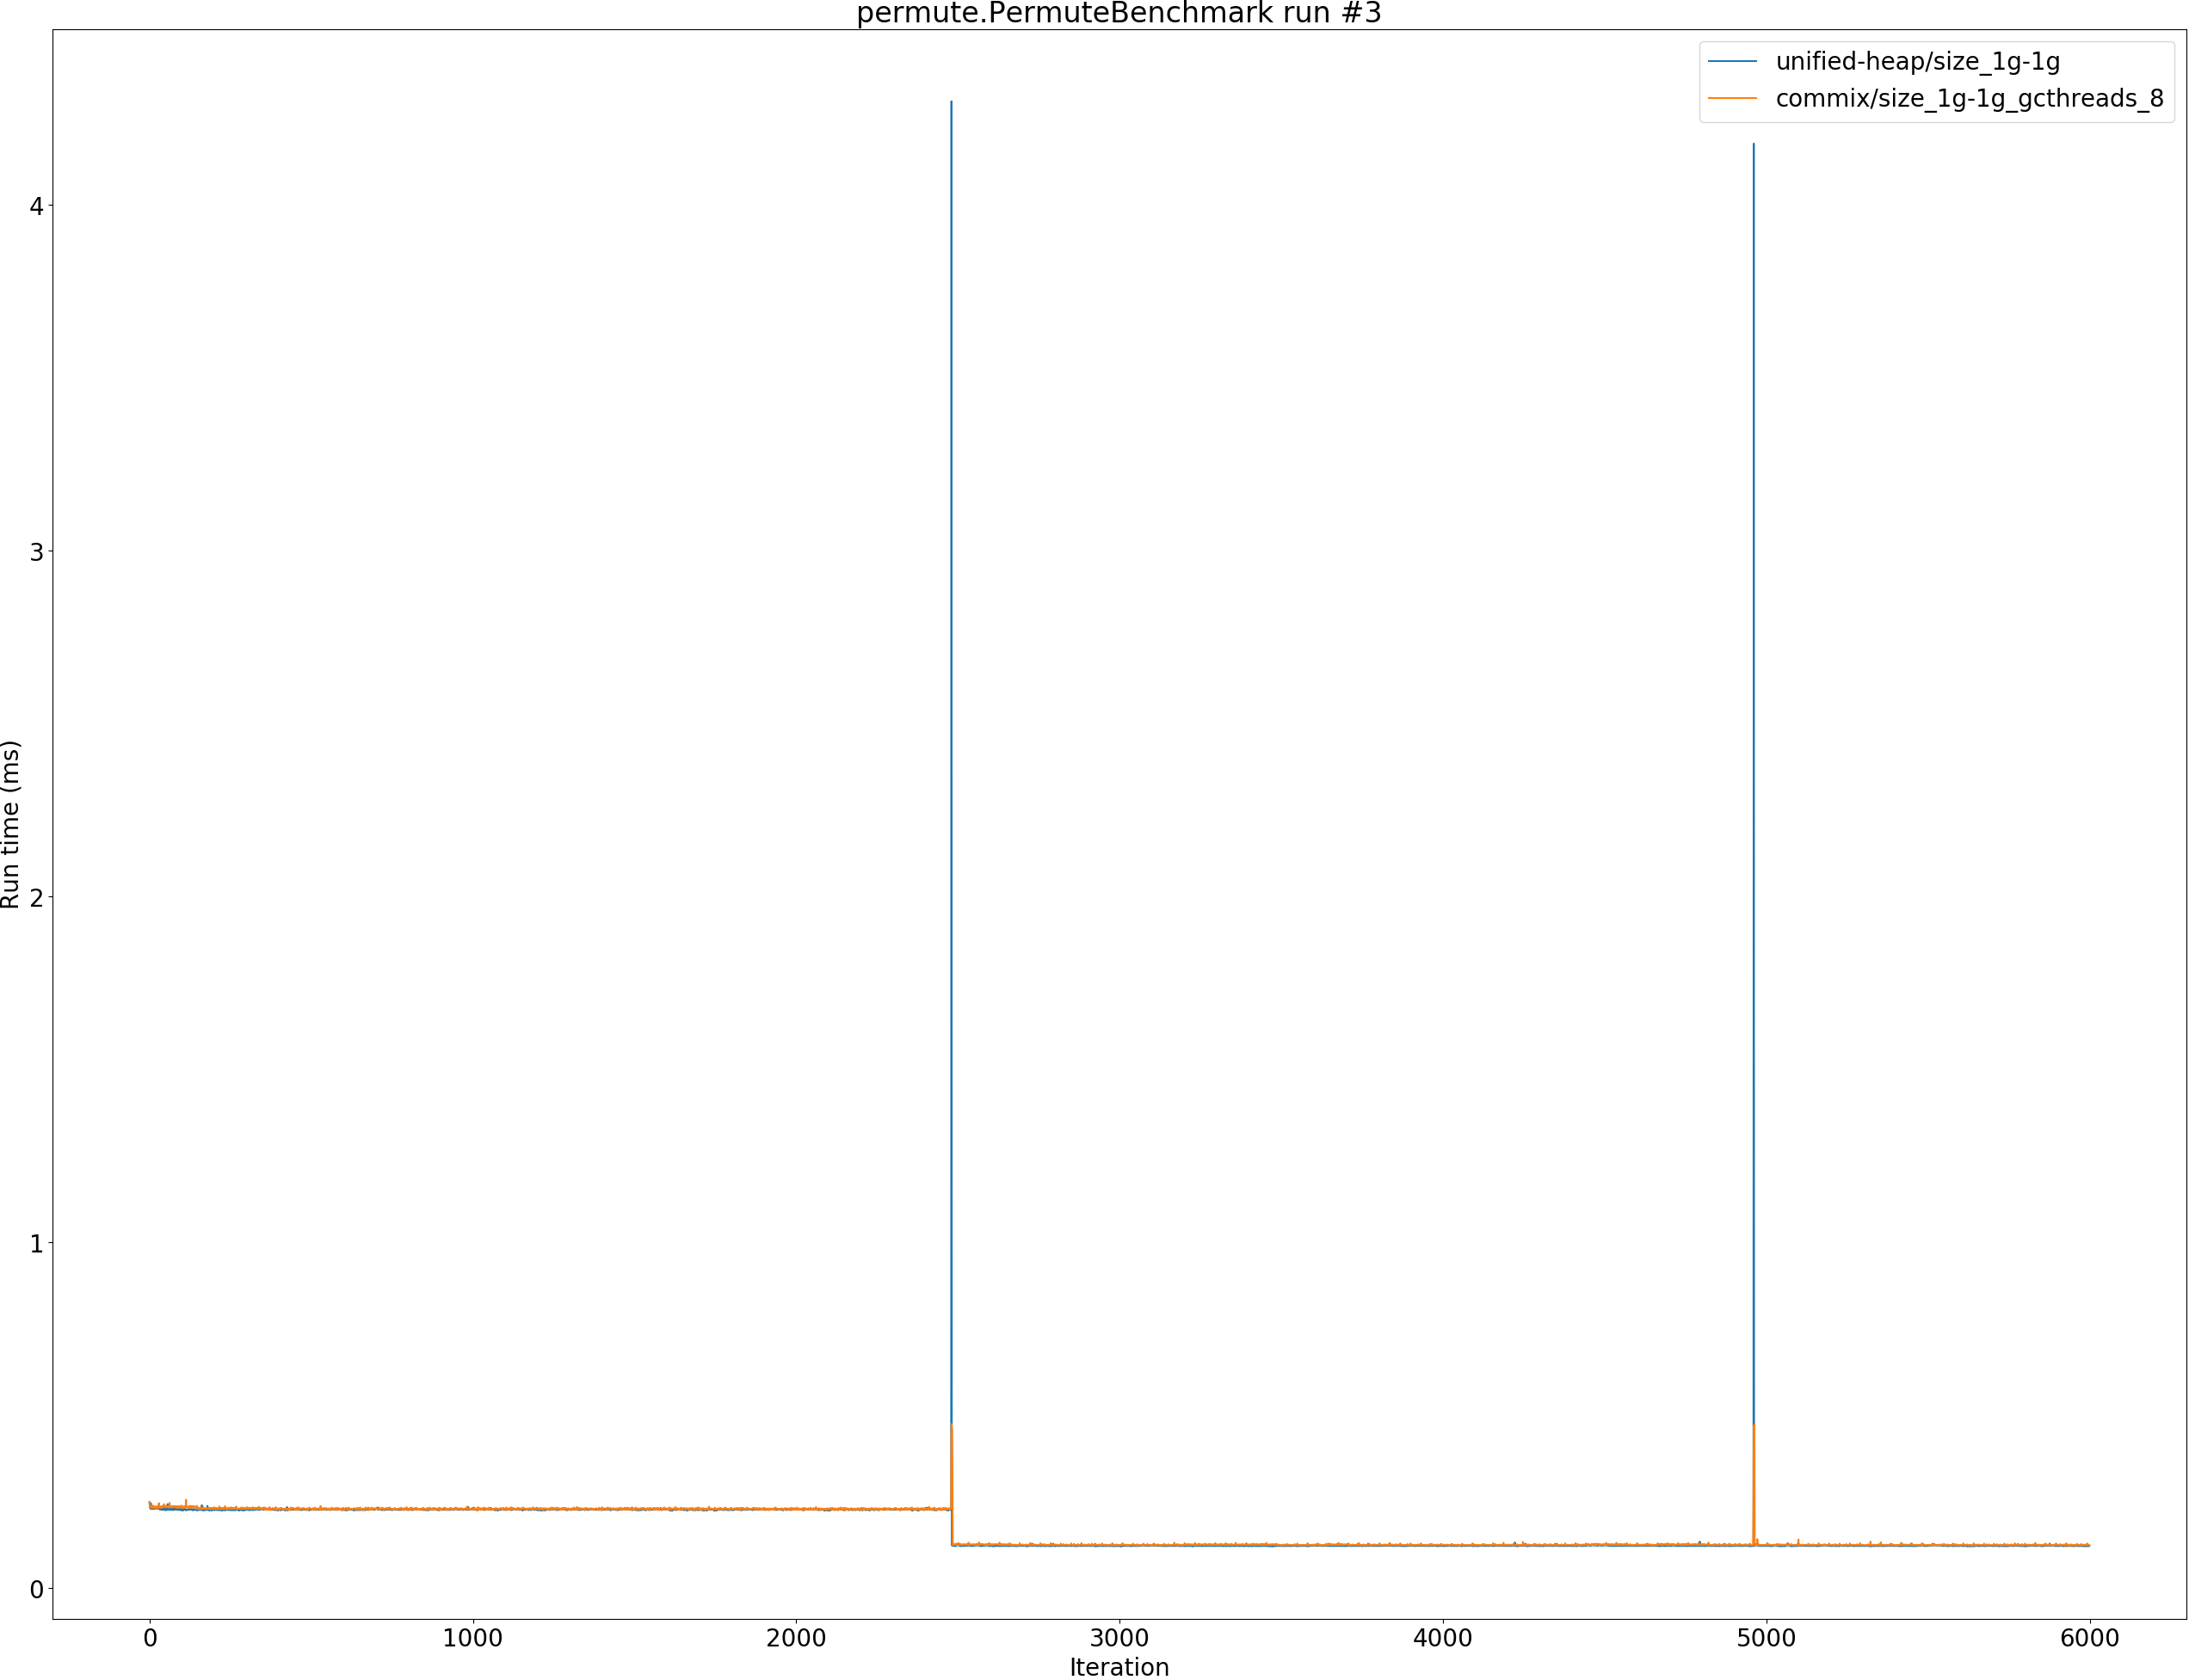 permute.PermuteBenchmark run #3
unified-heap/size_1g-1g
commix/size_1g-1g_gcthreads_8
Run time (ms)
4
3
2
1
0
0 1000 2000 3000 4000 5000 6000
Iteration